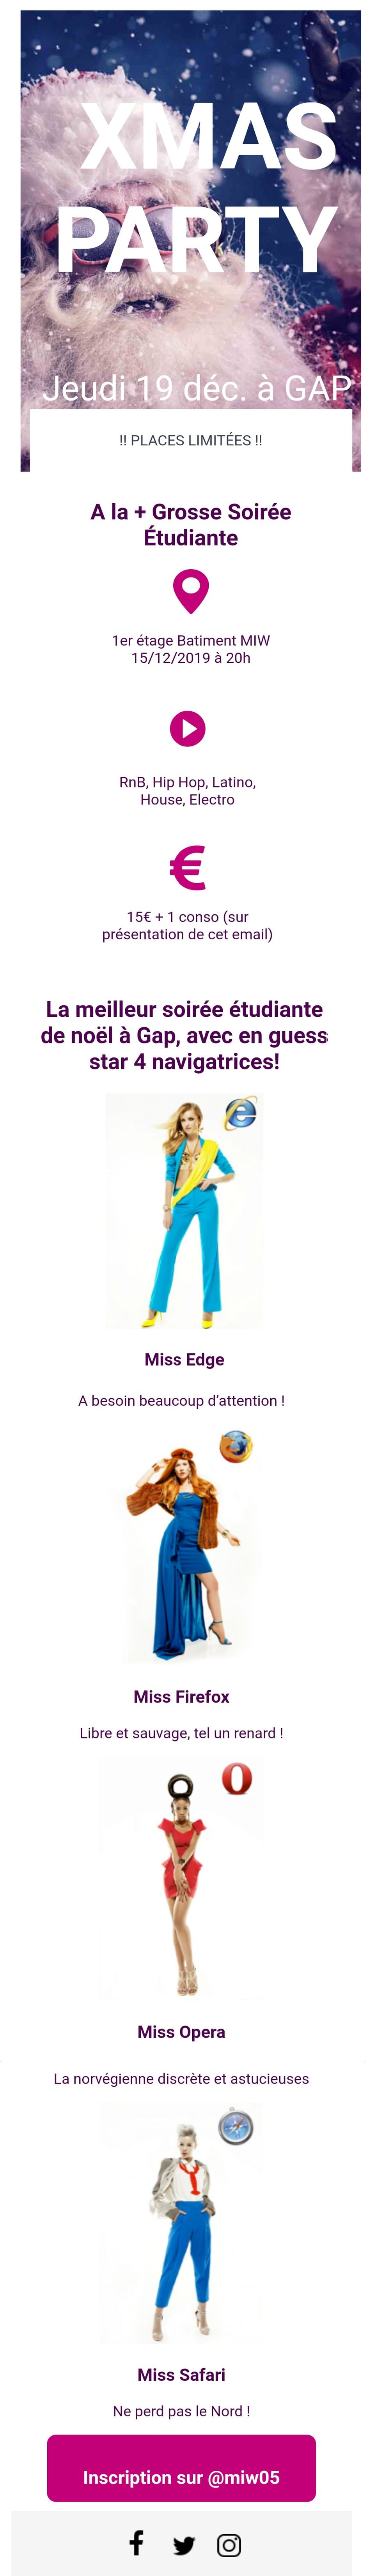 XMAS
PARTY
Jeudi 19 déc. à GAP
!! PLACES LIMITÉES !!
A la + Grosse Soirée
Étudiante
1er étage Batiment MIW
15/12/2019 à 20h
RnB, Hip Hop, Latino,
House, Electro
€
15€ + 1 conso (sur
présentation de cet email)
La meilleur soirée étudiante
de noël à Gap, avec en guess
star 4 navigatrices!
Miss Edge
A besoin beaucoup d'attention !
Miss Firefox
Libre et sauvage, tel un renard !
Miss Opera
La norvégienne discrète et astucieuses
Miss Safari
Ne perd pas le Nord !
Inscription sur @miw05